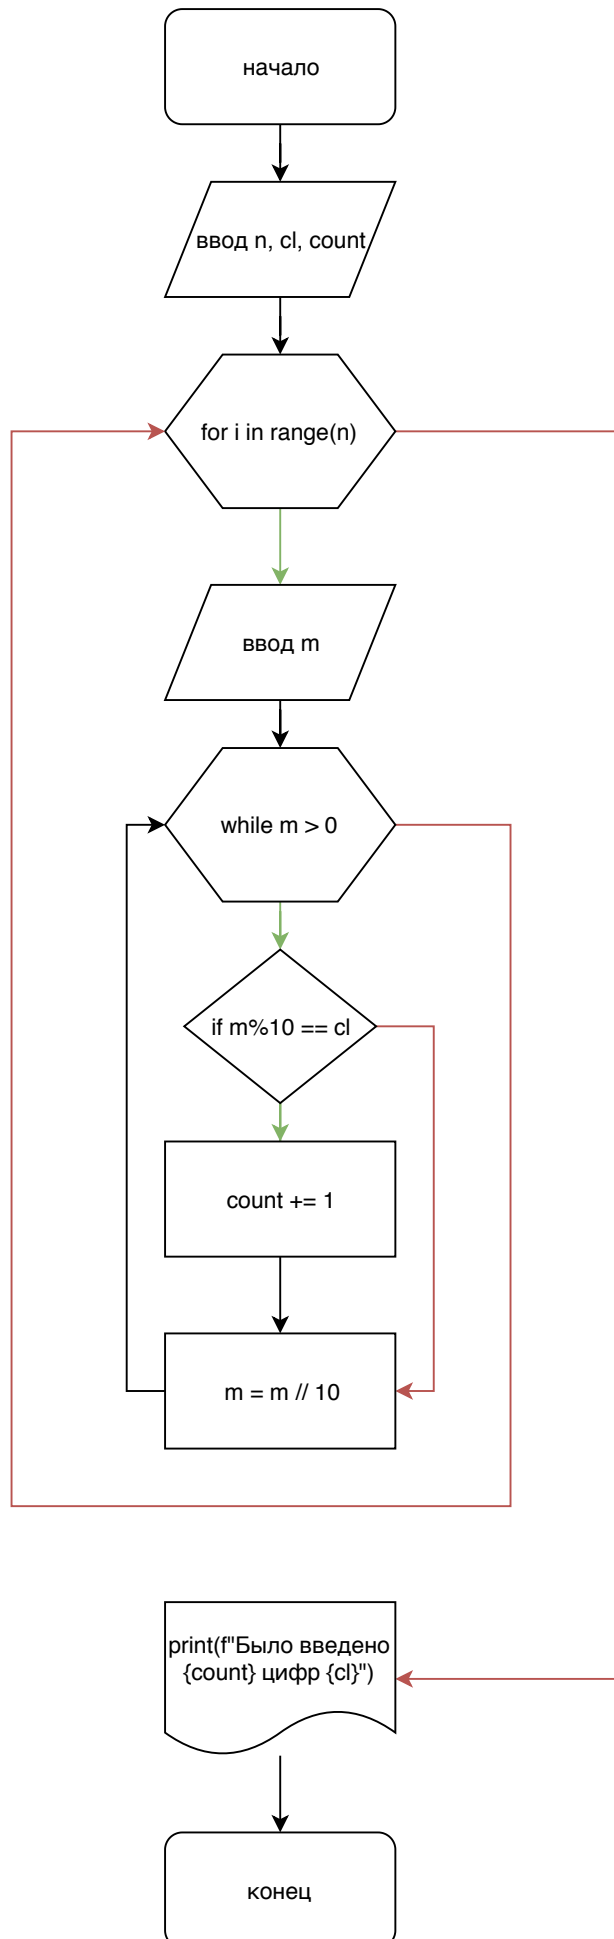 начало
ввод n, cl, count
for i in range(n)
ввод m
while m > 0
if m%10 == cl
count += 1
m = m // 10
print(f"Было введено
{count} цифр {cl}")
конец